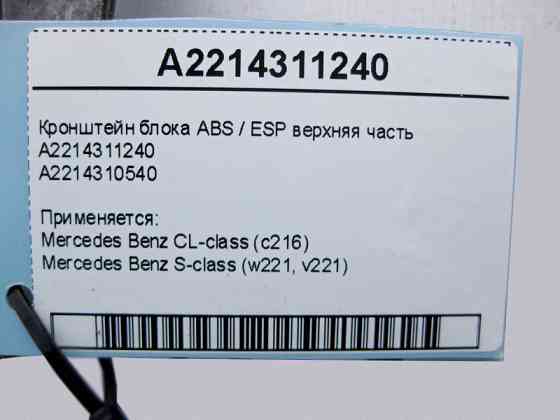 A2214311240
Кронштейн блока ABS / ESP верхняя часть
A2214311240
A2214310540
Применяется:
Mercedes Benz CL-class (c216)
Mercedes Benz S-class (w221, v221)